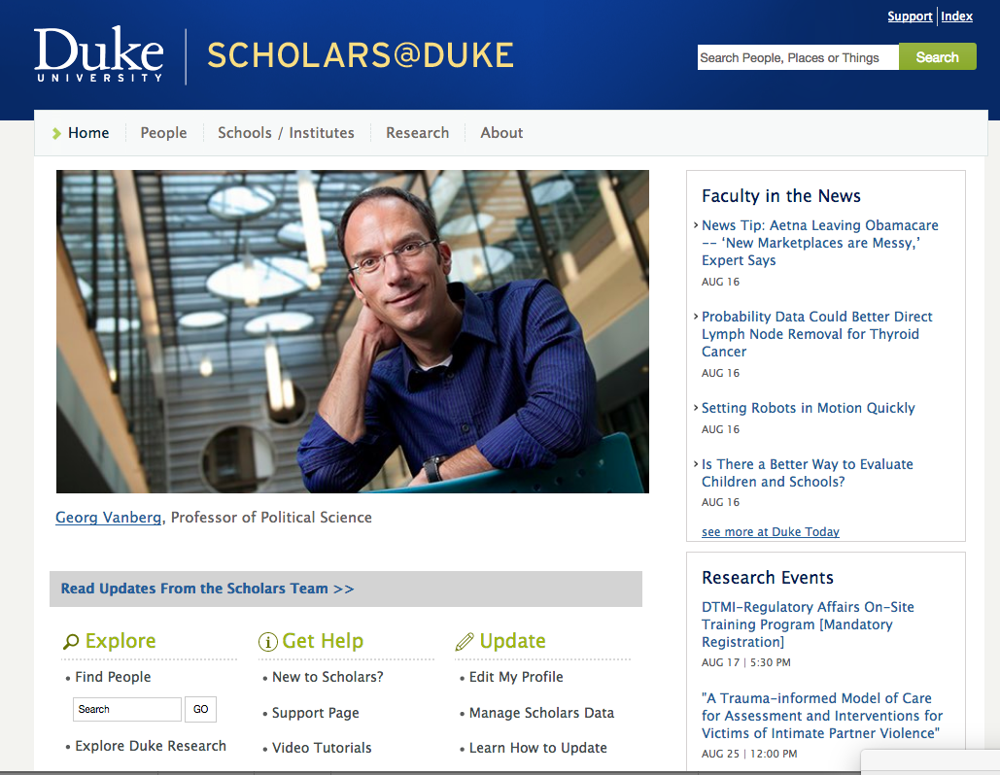 Support | Index
Duke
UNIVERSITY
SCHOLARS@DUKE
Search People, Places or Things
Search
Home
People
Schools / Institutes
Research
About
Georg Vanberg, Professor of Political Science
Read Updates From the Scholars Team >>
Explore
• Find People
Search
GO
• Explore Duke Research
Get Help
• New to Scholars?
• Support Page
• Video Tutorials
Update
• Edit My Profile
• Manage Scholars Data
• Learn How to Update
Faculty in the News
› News Tip: Aetna Leaving Obamacare
-- ‘New Marketplaces are Messy,’
Expert Says
AUG 16
› Probability Data Could Better Direct
Lymph Node Removal for Thyroid
Cancer
AUG 16
› Setting Robots in Motion Quickly
AUG 16
› Is There a Better Way to Evaluate
Children and Schools?
AUG 16
see more at Duke Today
Research Events
DTMI-Regulatory Affairs On-Site
Training Program [Mandatory
Registration]
AUG 17 | 5:30 PM
"A Trauma-informed Model of Care
for Assessment and Interventions for
Victims of Intimate Partner Violence"
AUG 25 | 12:00 PM